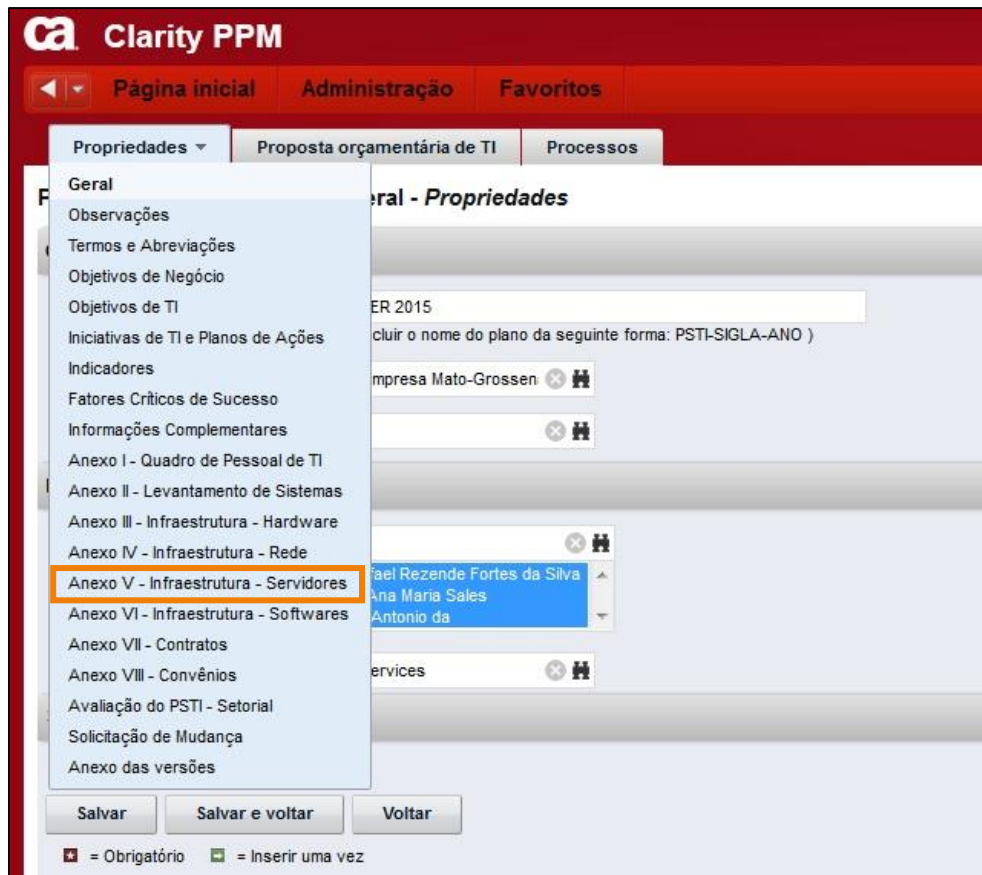 ca Clarity PPM
Página inicial Administração Favoritos
Propriedades Proposta orçamentária de TI Processos
eral - Propriedades
Geral
Observações
Termos e Abreviações
Objetivos de Negócio
Objetivos de TI
ER 2015
Iniciativas de TI e Planos de Ações
cluir o nome do plano da seguinte forma: PSTI-SIGLA-ANO )
Indicadores
mpresa Mato-Grossen
Fatores Críticos de Sucesso
Informações Complementares
Anexo I - Quadro de Pessoal de TI
Anexo II - Levantamento de Sistemas
Anexo III - Infraestrutura - Hardware
Anexo IV - Infraestrutura - Rede
Anexo V - Infraestrutura - Servidores
fael Rezende Fortes da Silva
Ana Maria Sales
Anexo VI - Infraestrutura - Softwares
Antonio da
Anexo VII - Contratos
Anexo VIII - Convênios
ervices
Avaliação do PSTI - Setorial
Solicitação de Mudança
Anexo das versões
Salvar Salvar e voltar Voltar
= Obrigatório = Inserir uma vez